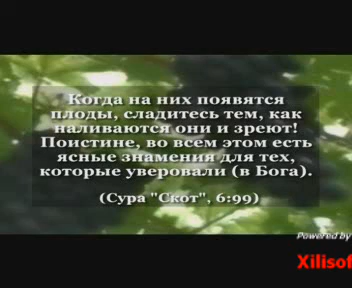 Когда на них появятся
плоды, сладитесь тем, как
наливаются они и зреют!
Поистине, во всем этом есть
ясные знамения для тех,
которые уверовали (в Бога).
(Сура "Скот", 6:99)
Powered by
Xilisof